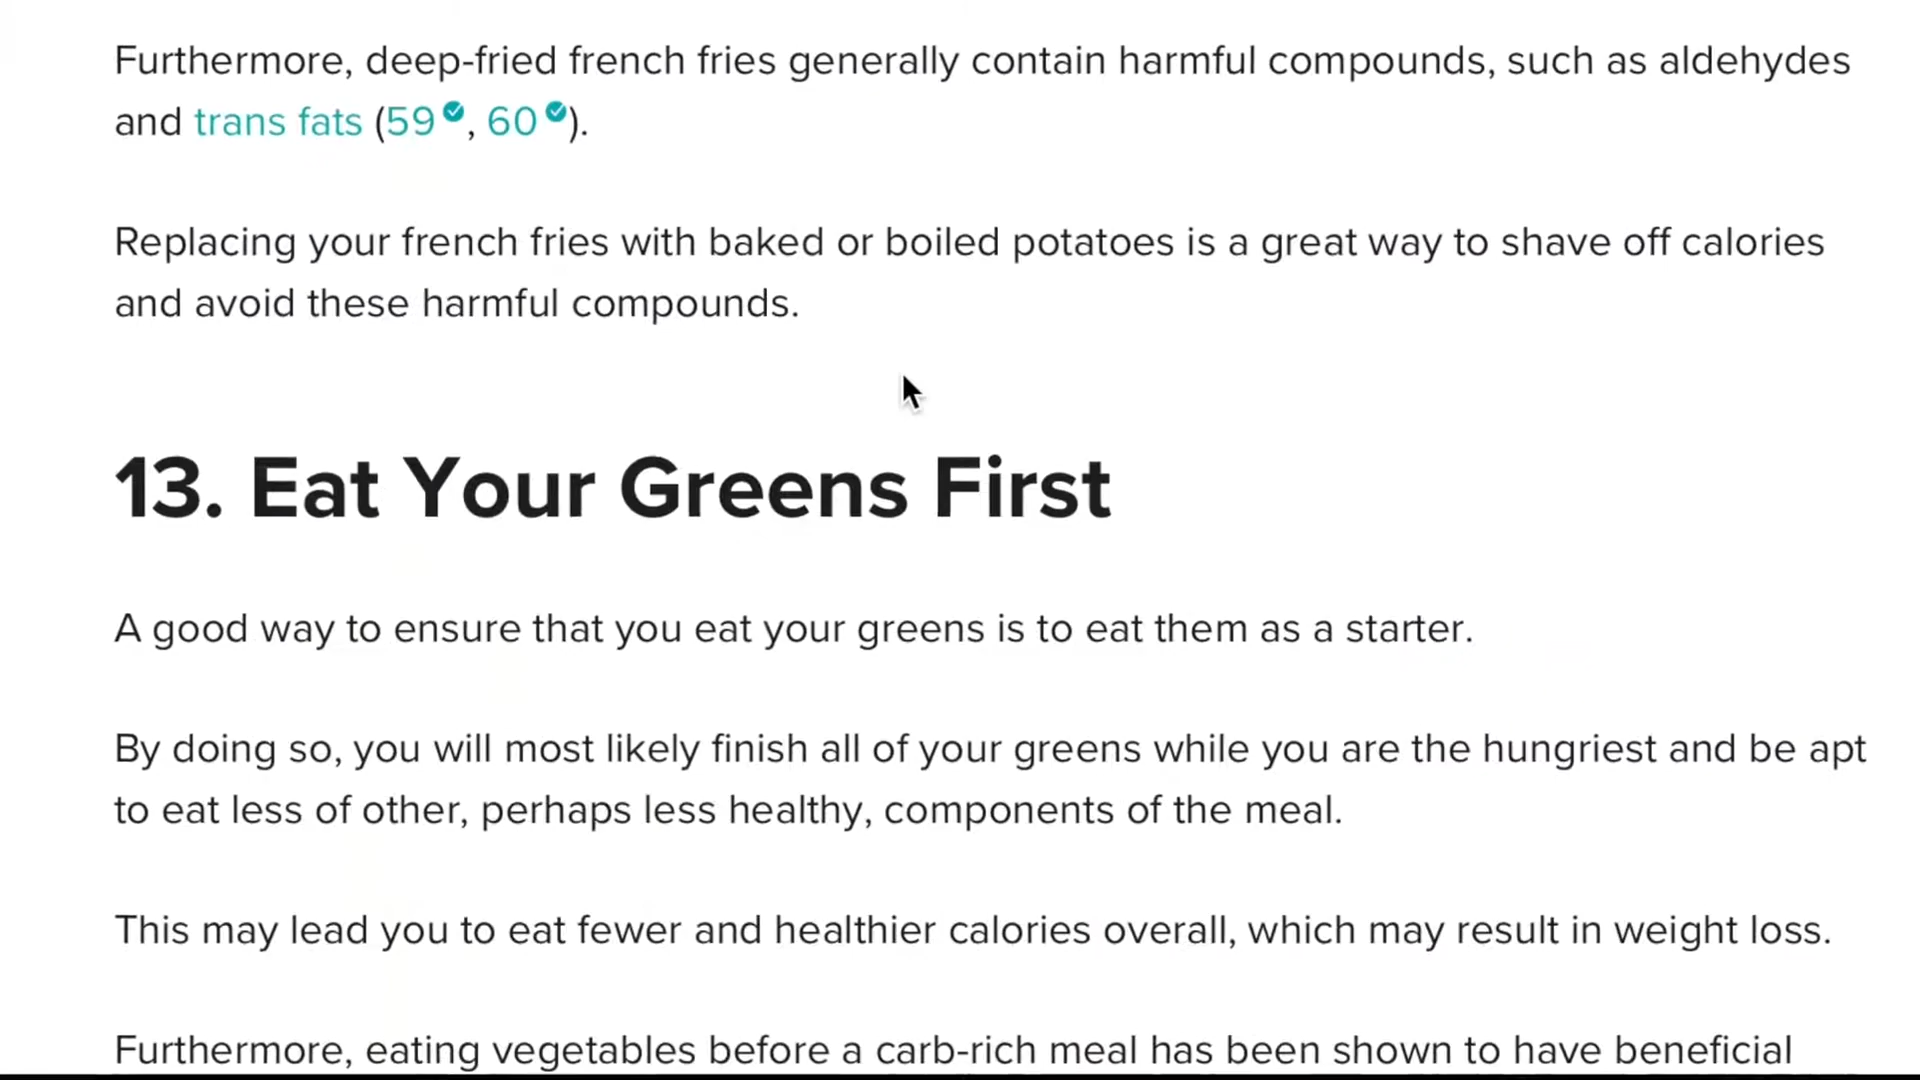 Furthermore, deep-fried french fries generally contain harmful compounds, such as aldehydes
and trans fats (59, 60).
Replacing your french fries with baked or boiled potatoes is a great way to shave off calories
and avoid these harmful compounds.
13. Eat Your Greens First
A good way to ensure that you eat your greens is to eat them as a starter.
By doing so, you will most likely finish all of your greens while you are the hungriest and be apt
to eat less of other, perhaps less healthy, components of the meal.
This may lead you to eat fewer and healthier calories overall, which may result in weight loss.
Furthermore, eating vegetables before a carb-rich meal has been shown to have beneficial